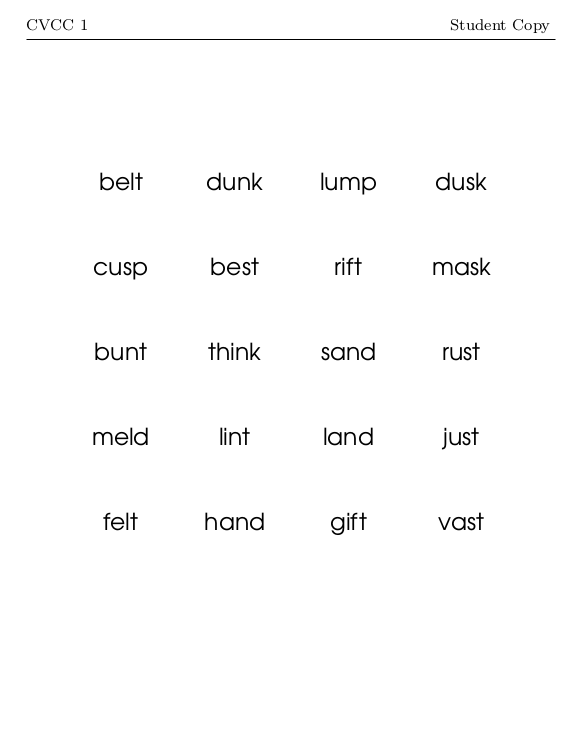 CVCC 1 Student Copy
belt dunk lump dusk
cusp best rift mask
bunt think sand rust
meld lint land just
felt hand gift vast